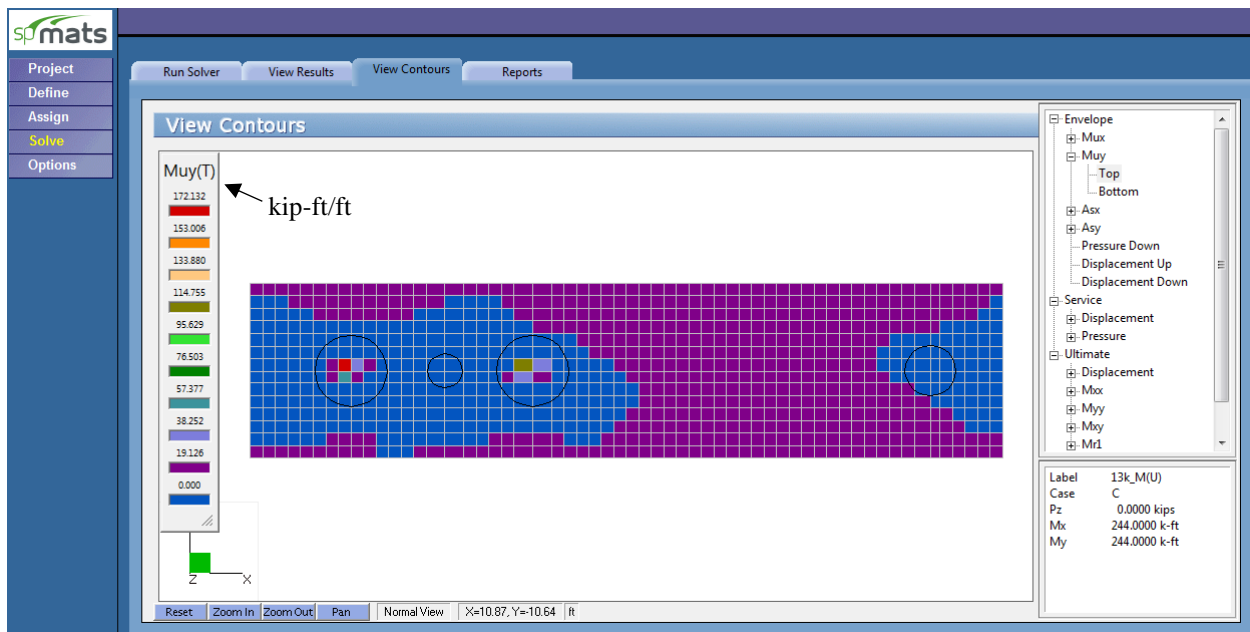 spmats
Project
Define
Assign
Solve
Options
Run Solver View Results View Contours Reports
View Contours
Muy(T)
kip-ft/ft
172.132
153.006
133.880
114.755
95.629
76.503
57.377
38.252
19.126
0.000
Z X
Reset Zoom In Zoom Out Pan Normal View X=10.87, Y=-10.64 ft
Envelope
Mux
Muy
Top
Bottom
Asx
Asy
Pressure Down
Displacement Up
Displacement Down
Service
Displacement
Pressure
Ultimate
Displacement
Mxx
Myy
Mxy
Mr1
Label 13k_M(U)
Case C
Pz 0.0000 kips
Mx 244.0000 k-ft
My 244.0000 k-ft